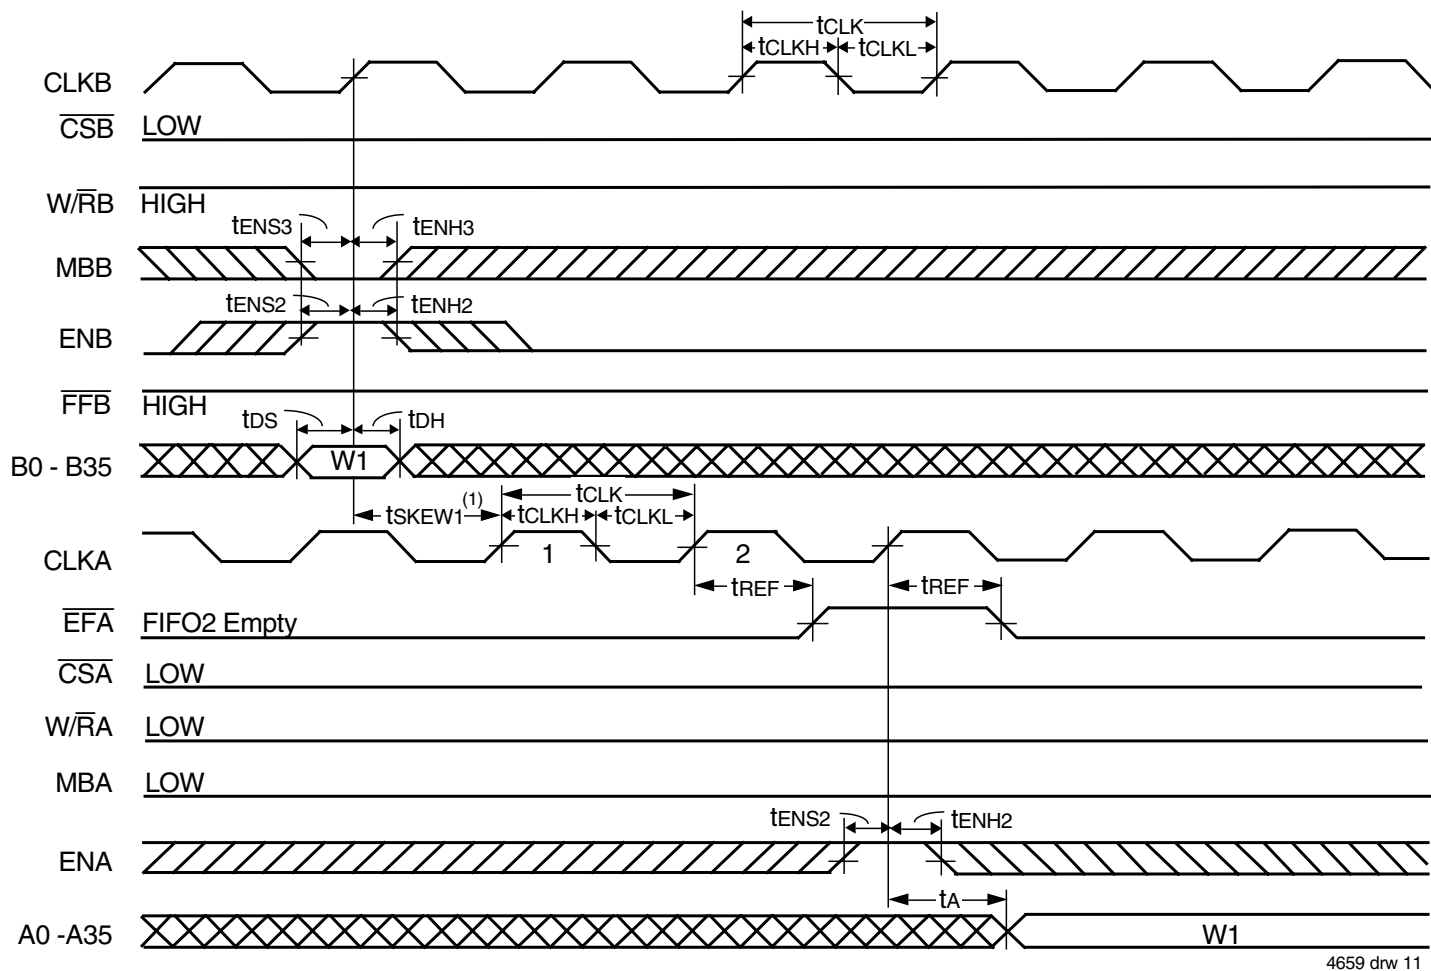 tCLK
tCLKH tCLKL
CLKB
CSB LOW
W/RB HIGH
tENS3 tENH3
MBB
tENS2 tENH2
ENB
FFB HIGH
tDS tDH
B0 - B35 W1
tSKEW1(1) tCLK
tCLKH tCLKL
CLKA 1 2
tREF tREF
EFA FIFO2 Empty
CSA LOW
W/RA LOW
MBA LOW
tENS2 tENH2
ENA
tA
A0 -A35 W1
4659 drw 11